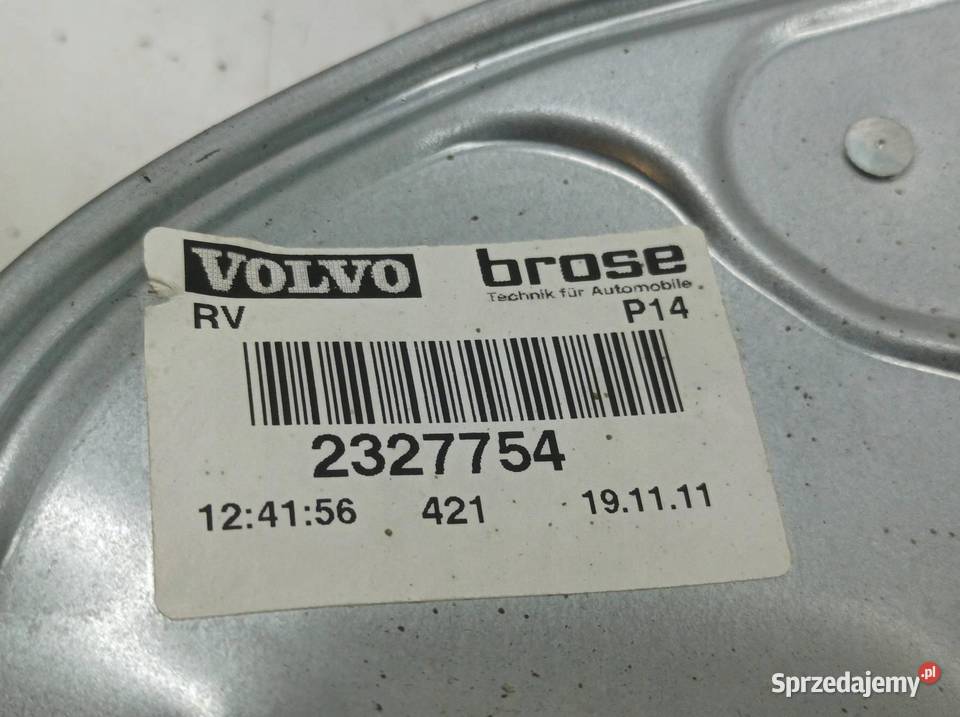 VOLVO brose
Technik für Automobile
RV P14
2327754
12:41:56 421 19.11.11
Sprzedajemy.pl